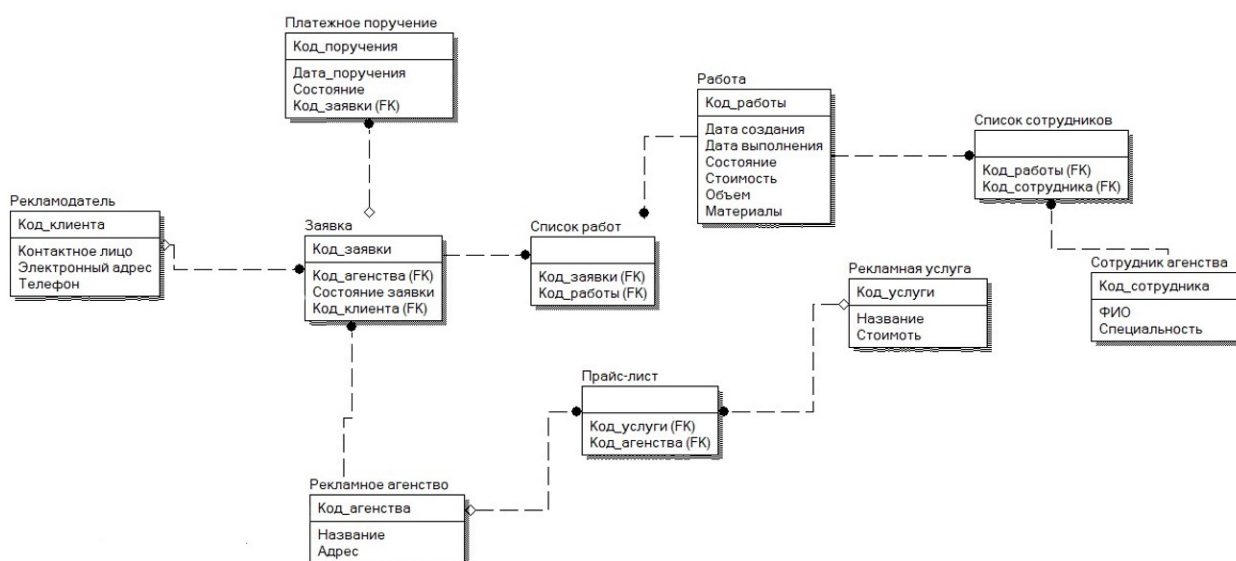 Платежное поручение
Код_поручения
Дата_поручения
Состояние
Код_заявки (FK)
Работа
Код_работы
Дата создания
Дата выполнения
Состояние
Стоимость
Объем
Материалы
Список сотрудников
Код_работы (FK)
Код_сотрудника (FK)
Рекламодатель
Код_клиента
Контактное лицо
Электронный адрес
Телефон
Заявка
Код_заявки
Код_агенства (FK)
Состояние заявки
Код_клиента (FK)
Список работ
Код_заявки (FK)
Код_работы (FK)
Рекламная услуга
Код_услуги
Название
Стоимоть
Сотрудник агенства
Код_сотрудника
ФИО
Специальность
Прайс-лист
Код_услуги (FK)
Код_агенства (FK)
Рекламное агенство
Код_агенства
Название
Адрес